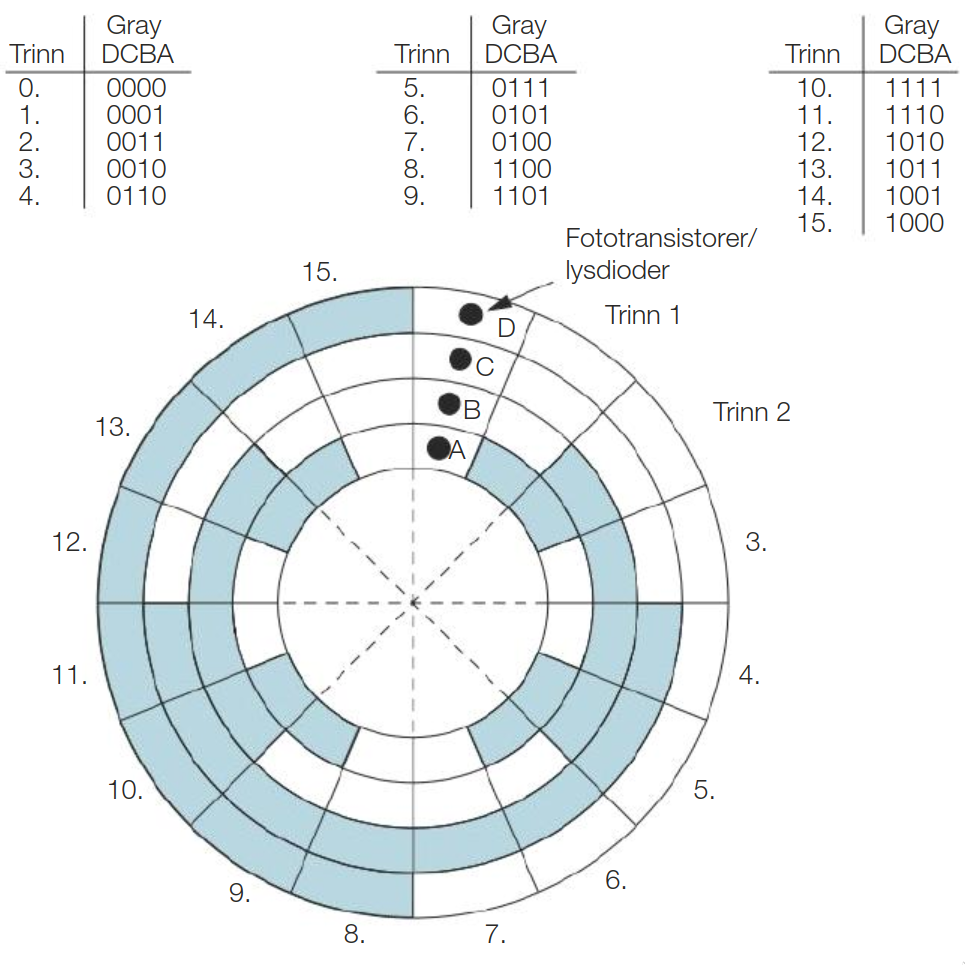 Gray
Trinn DCBA
0. 0000
1. 0001
2. 0011
3. 0010
4. 0110
Gray
Trinn DCBA
5. 0111
6. 0101
7. 0100
8. 1100
9. 1101
Gray
Trinn DCBA
10. 1111
11. 1110
12. 1010
13. 1011
14. 1001
15. 1000
Fototransistorer/
lysdioder
15.
14.
Trinn 1
D
C
B
A
Trinn 2
13.
12.
3.
11.
4.
10.
5.
9.
6.
8.
7.